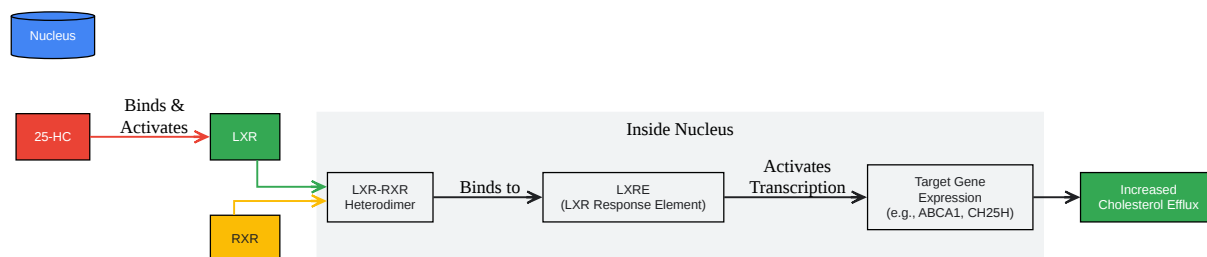 Nucleus
Binds &
Activates
25-HC
LXR
RXR
Inside Nucleus
LXR-RXR
Heterodimer
Binds to
LXRE
(LXR Response Element)
Activates
Transcription
Target Gene
Expression
(e.g., ABCA1, CH25H)
Increased
Cholesterol Efflux